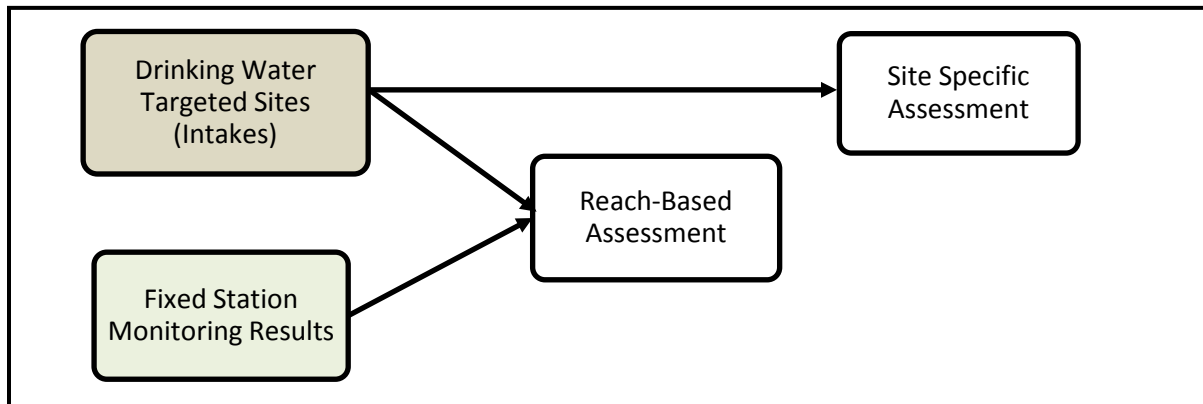 Drinking Water
Targeted Sites
(Intakes)
Site Specific
Assessment
Reach-Based
Assessment
Fixed Station
Monitoring Results